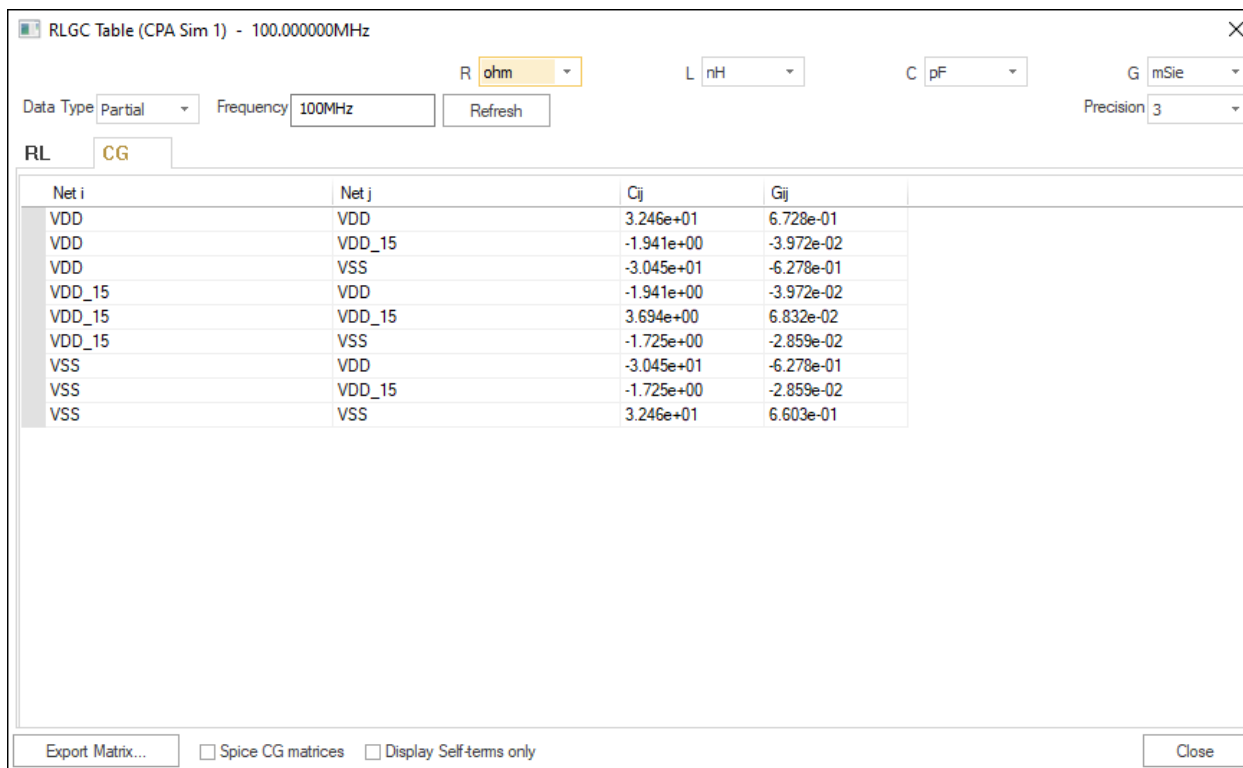 RLGC Table (CPA Sim 1) - 100.000000MHz
R ohm L nH C pF G mSie
Data Type Partial Frequency 100MHz Refresh Precision 3
RL CG
Net i Net j Cij Gij
VDD VDD 3.246e+01 6.728e-01
VDD VDD_15 -1.941e+00 -3.972e-02
VDD VSS -3.045e+01 -6.278e-01
VDD_15 VDD -1.941e+00 -3.972e-02
VDD_15 VDD_15 3.694e+00 6.832e-02
VDD_15 VSS -1.725e+00 -2.859e-02
VSS VDD -3.045e+01 -6.278e-01
VSS VDD_15 -1.725e+00 -2.859e-02
VSS VSS 3.246e+01 6.603e-01
Export Matrix... Spice CG matrices Display Self-terms only Close